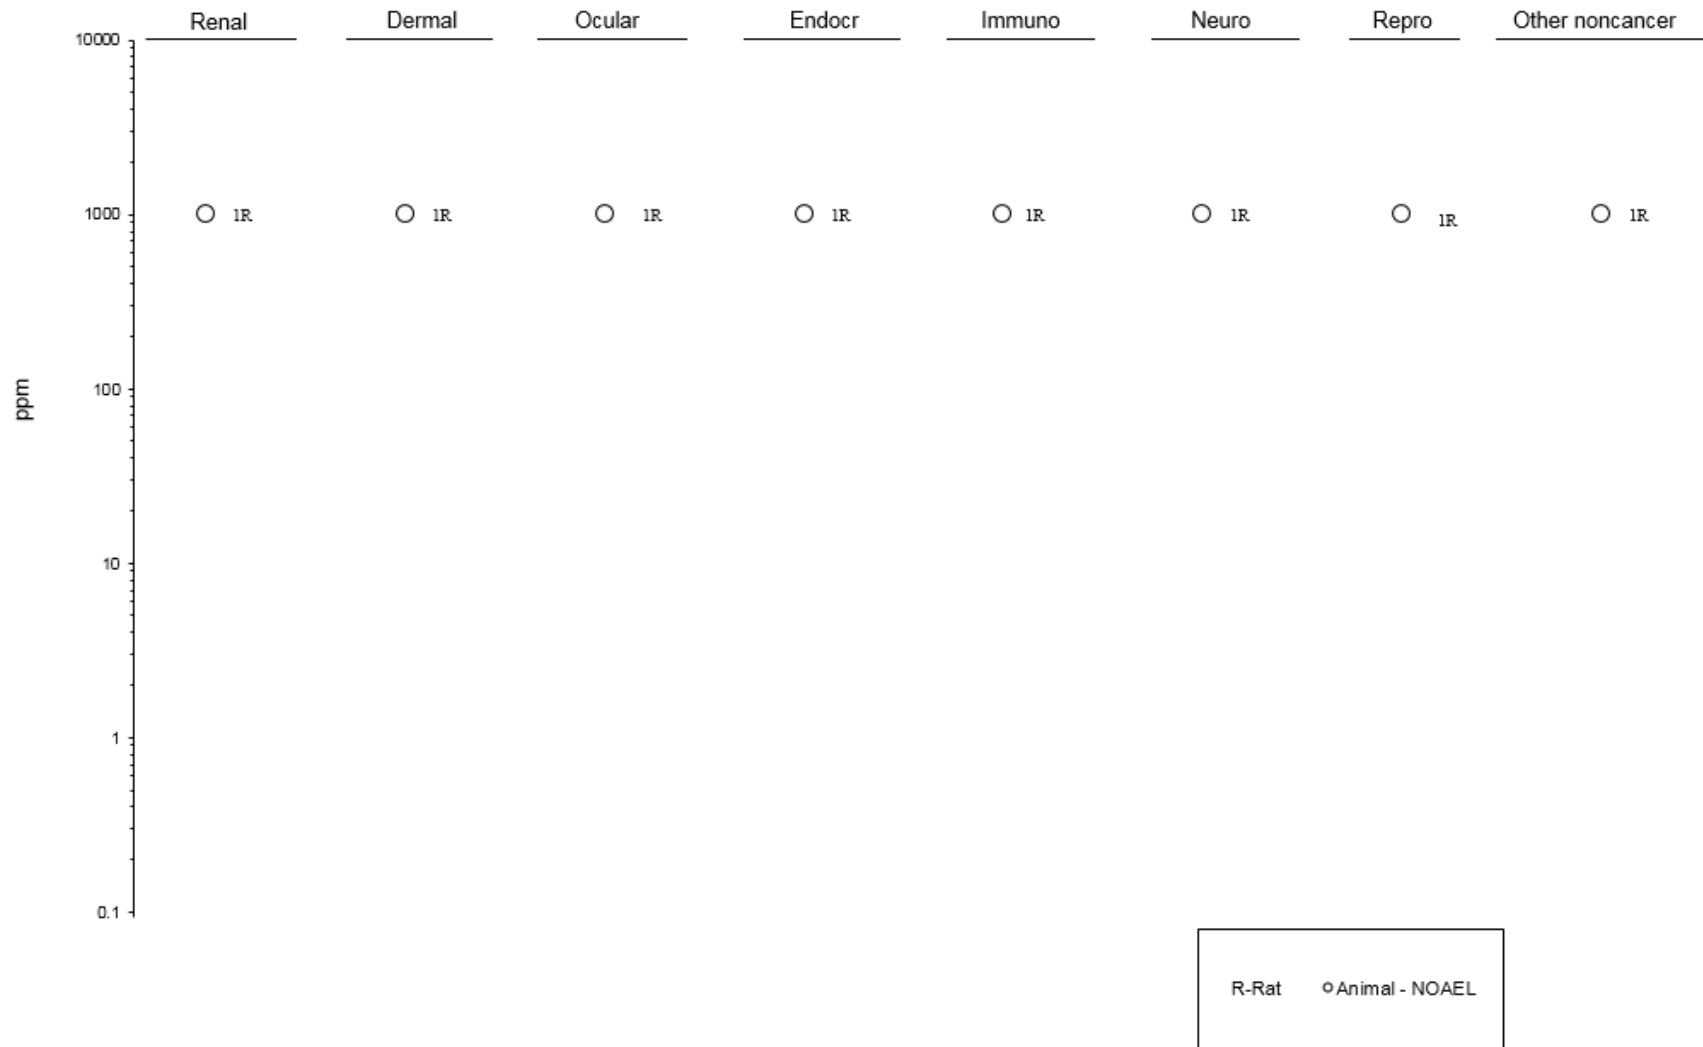 Renal Dermal Ocular Endocr Immuno Neuro Repro Other noncancer
10000
1000 1R 1R 1R 1R 1R 1R 1R 1R
ppm
100
10
1
0.1
R-Rat Animal - NOAEL